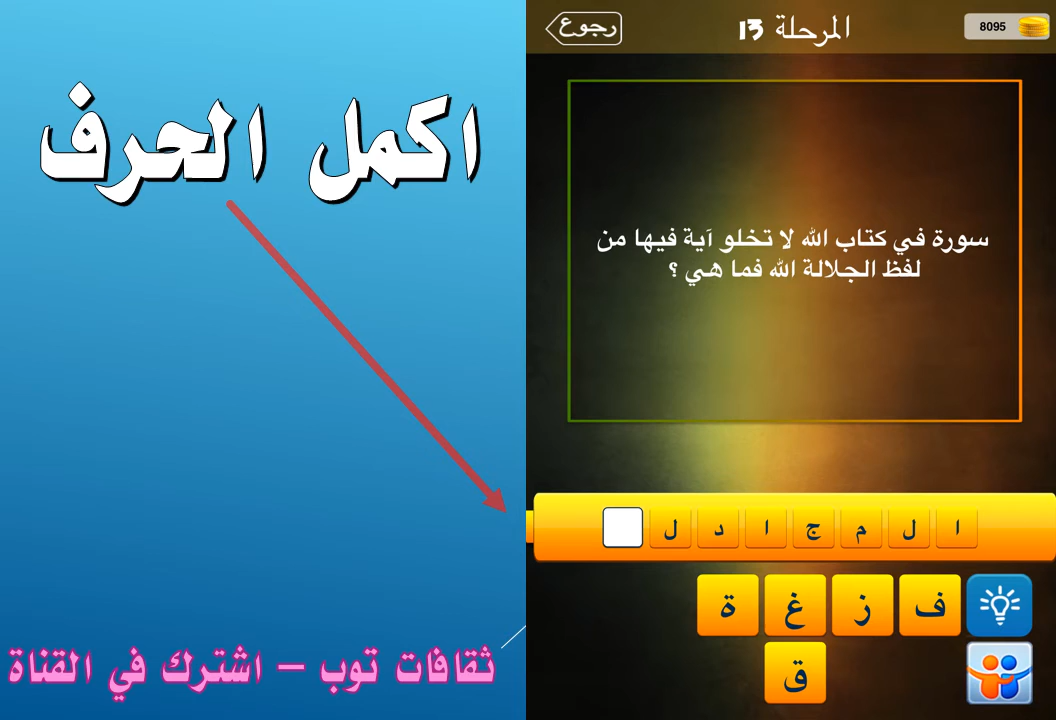 اكمل الحرف
ثقافات توب – اشترك في القناة
رجوع
المرحلة 13
8095
سورة في كتاب الله لا تخلو آية فيها من
لفظ الجلالة الله فما هي ؟
ا ل م ج ا د ل
ف ز غ ة
ق